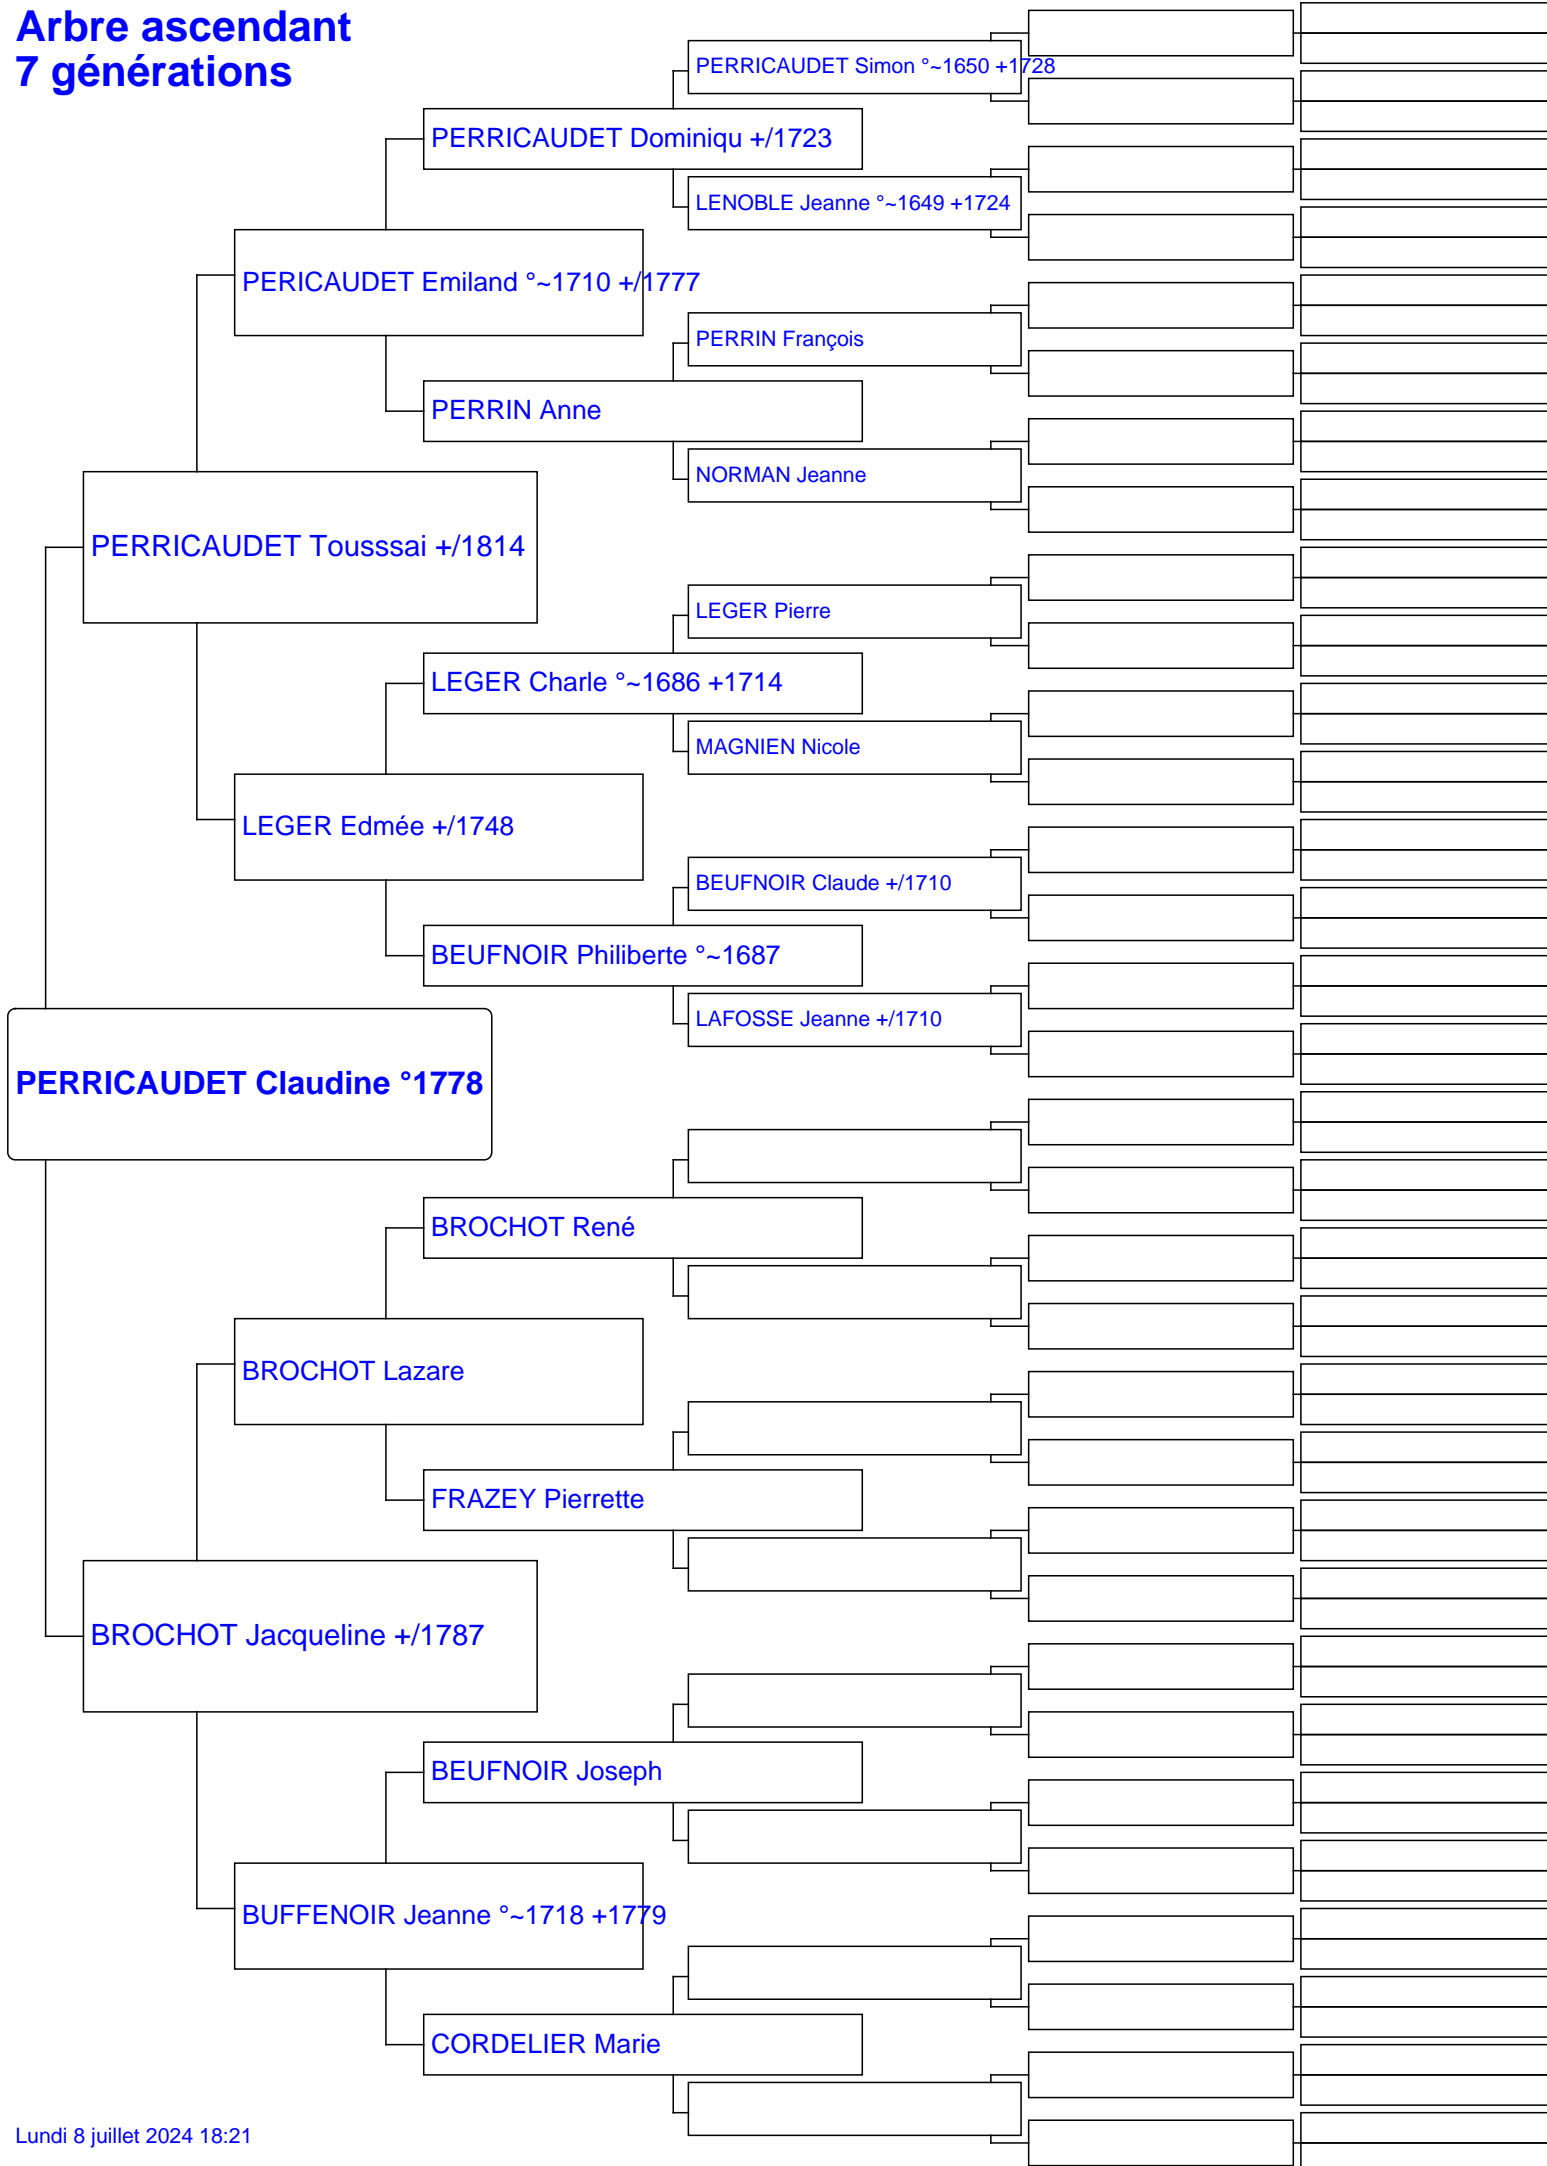 Arbre ascendant
7 générations
PERRICAUDET Simon °~1650 +1728
PERRICAUDET Dominiqu +/1723
LENOBLE Jeanne °~1649 +1724
PERICAUDET Emiland °~1710 +/1777
PERRIN François
PERRIN Anne
NORMAN Jeanne
PERRICAUDET Tousssai +/1814
LEGER Pierre
LEGER Charle °~1686 +1714
MAGNIEN Nicole
LEGER Edmée +/1748
BEUFNOIR Claude +/1710
BEUFNOIR Philiberte °~1687
LAFOSSE Jeanne +/1710
PERRICAUDET Claudine °1778
BROCHOT René
BROCHOT Lazare
FRAZEY Pierrette
BROCHOT Jacqueline +/1787
BEUFNOIR Joseph
BUFFENOIR Jeanne °~1718 +1779
CORDELIER Marie
Lundi 8 juillet 2024 18:21